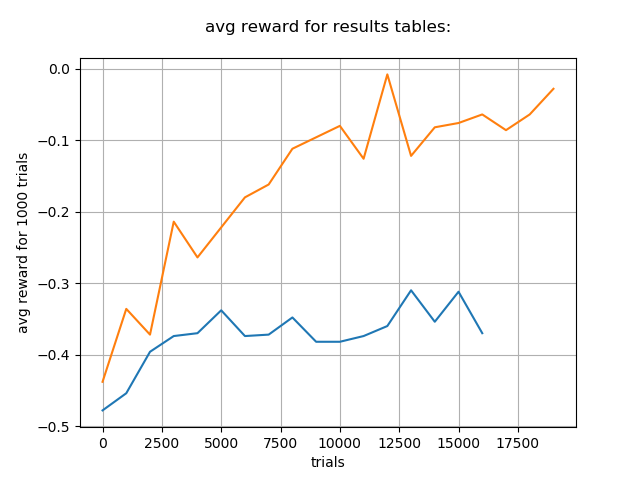 avg reward for results tables:
0.0
−0.1
−0.2
−0.3
−0.4
−0.5
avg reward for 1000 trials
0 2500 5000 7500 10000 12500 15000 17500
trials